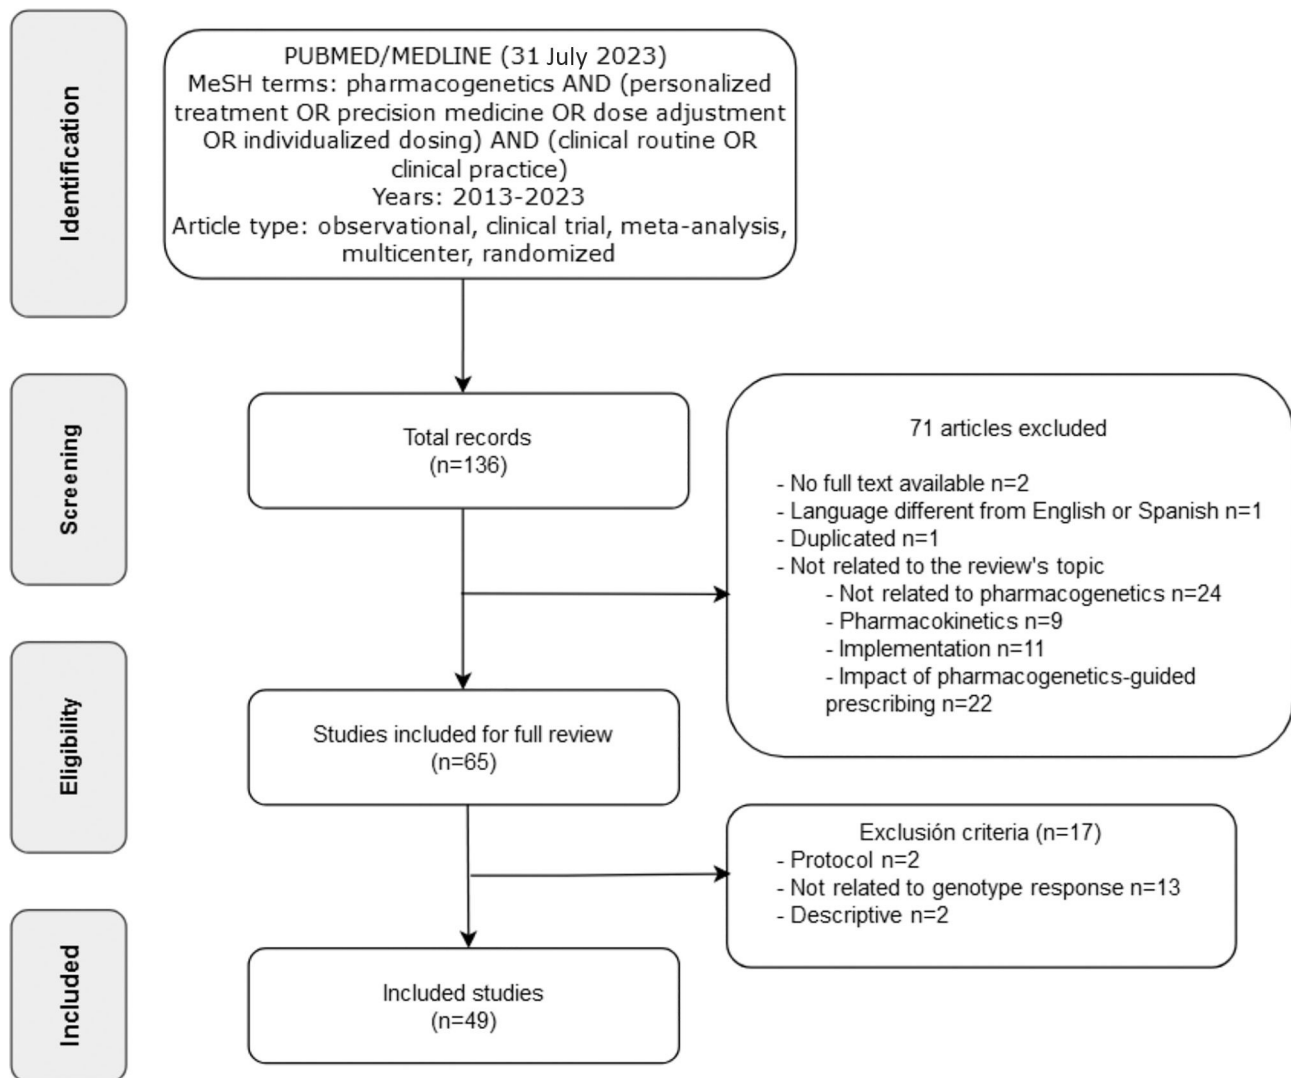 Identification
PUBMED/MEDLINE (31 July 2023)
MeSH terms: pharmacogenetics AND (personalized
treatment OR precision medicine OR dose adjustment
OR individualized dosing) AND (clinical routine OR
clinical practice)
Years: 2013-2023
Article type: observational, clinical trial, meta-analysis,
multicenter, randomized
Screening
Total records
(n=136)
71 articles excluded
- No full text available n=2
- Language different from English or Spanish n=1
- Duplicated n=1
- Not related to the review's topic
- Not related to pharmacogenetics n=24
- Pharmacokinetics n=9
- Implementation n=11
- Impact of pharmacogenetics-guided
prescribing n=22
Eligibility
Studies included for full review
(n=65)
Exclusión criteria (n=17)
- Protocol n=2
- Not related to genotype response n=13
- Descriptive n=2
Included
Included studies
(n=49)